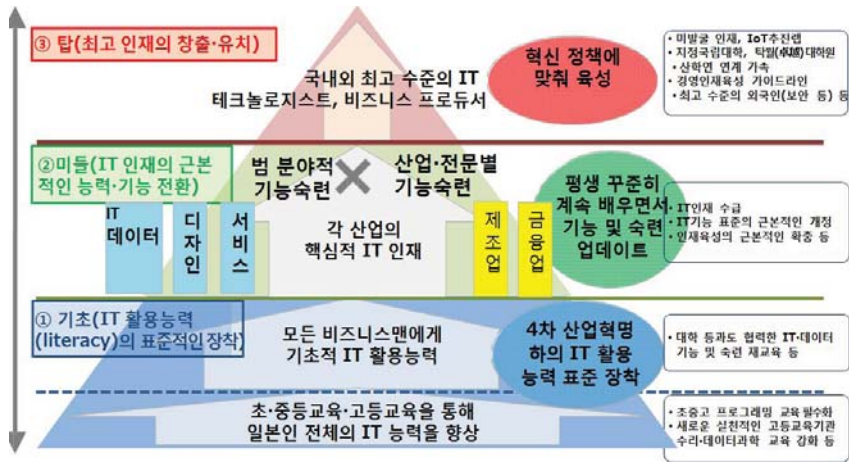 ③ 탑(최고 인재의 창출·유치)
국내외 최고 수준의 IT
테크놀로지스트, 비즈니스 프로듀서
혁신 정책에
맞춰 육성
• 미발굴 인재, IoT추진랩
• 지정국립대학, 탁월(卓越)대학원
• 산학연 연계 가속
• 경영인재육성 가이드라인
• 최고 수준의 외국인(보안 등) 등
②미들(IT 인재의 근본
적인 능력·기능 전환)
범 분야적
기능숙련
산업·전문별
기능숙련
IT
데이터
디
자
인
서
비
스
각 산업의
핵심적 IT 인재
제
조
업
금
융
업
평생 꾸준히
계속 배우면서
기능 및 숙련
업데이트
• IT인재 수급
• IT기능 표준의 근본적인 개정
• 인재육성의 근본적인 확충 등
① 기초(IT 활용능력
(literacy)의 표준적인 장착)
모든 비즈니스맨에게
기초적 IT 활용능력
4차 산업혁명
하의 IT 활용
능력 표준 장착
• 대학 등과도 협력한 IT·데이터
기능 및 숙련 재교육 등
초·중등교육·고등교육을 통해
일본인 전체의 IT 능력을 향상
• 초중고 프로그래밍 교육 필수화
• 새로운 실천적인 고등교육기관
수리·데이터과학 교육 강화 등